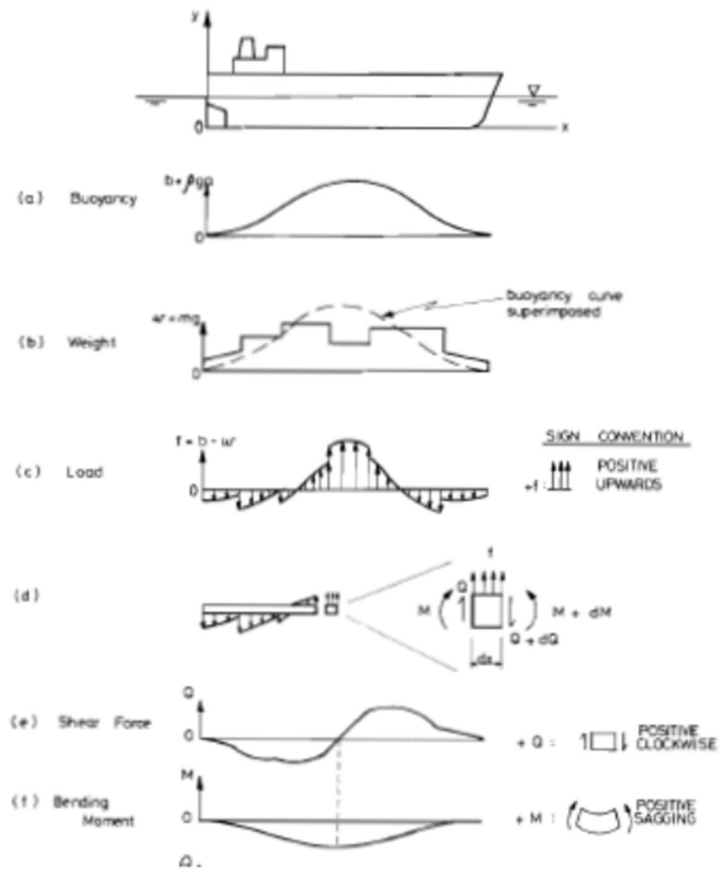 y
0
x
(a) Buoyancy
b = ρga
0
(b) Weight
w = mg
0
buoyancy curve
superimposed
(c) Load
f = b - w
0
SIGN CONVENTION
+f:
POSITIVE
UPWARDS
(d)
f
Q
M
M + dM
Q + dQ
dx
(e) Shear Force
Q
0
+ Q :
POSITIVE
CLOCKWISE
(f) Bending
Moment
M
0
+ M :
POSITIVE
SAGGING